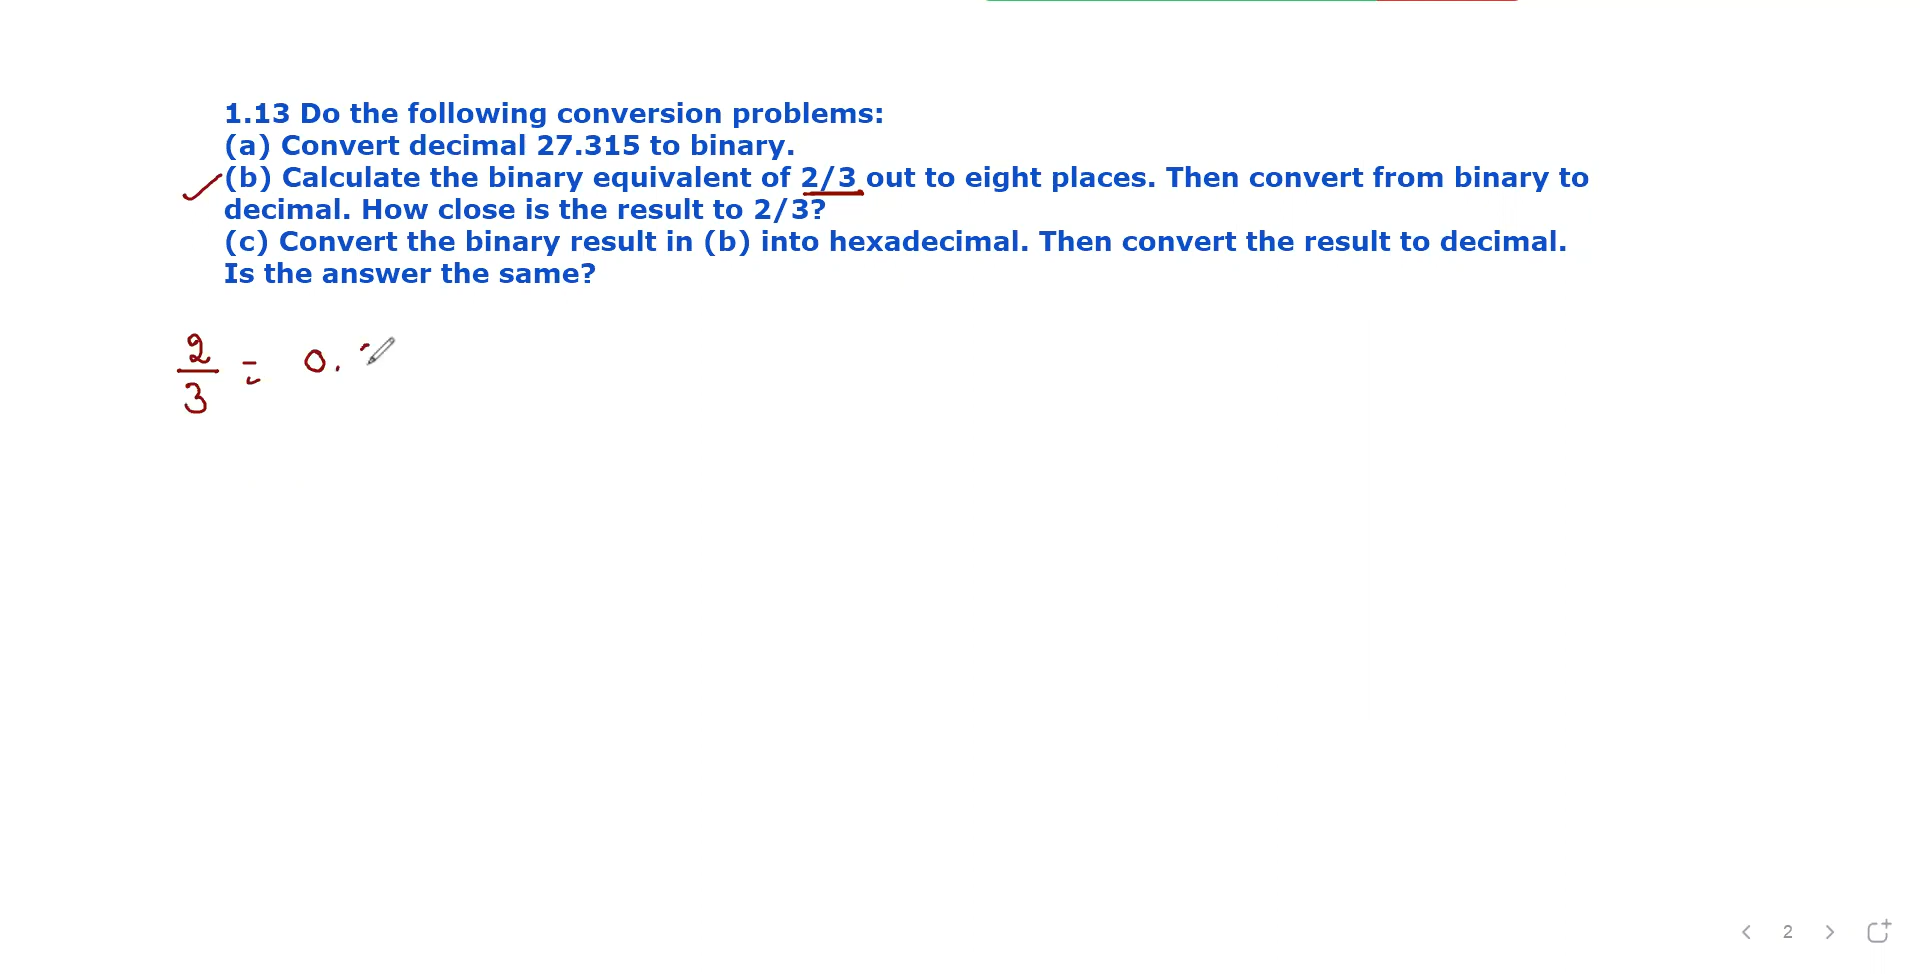 1.13 Do the following conversion problems:
(a) Convert decimal 27.315 to binary.
(b) Calculate the binary equivalent of 2/3 out to eight places. Then convert from binary to
decimal. How close is the result to 2/3?
(c) Convert the binary result in (b) into hexadecimal. Then convert the result to decimal.
Is the answer the same?
2/3 = 0.
2